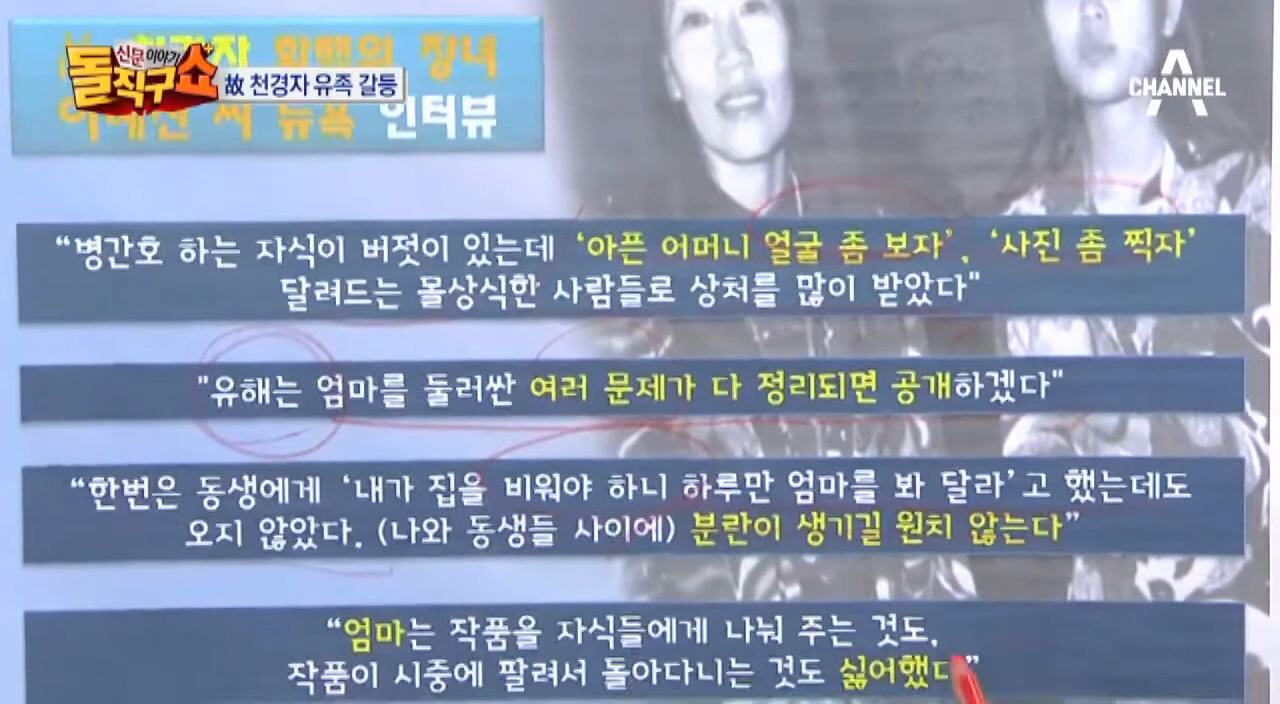 신문이야기
돌직구쇼+
故 천경자 유족 갈등
CHANNEL A
화백의 장녀
뉴욕 인터뷰
“병간호 하는 자식이 버젓이 있는데 ‘아픈 어머니 얼굴 좀 보자’, ‘사진 좀 찍자’
달려드는 몰상식한 사람들로 상처를 많이 받았다"
"유해는 엄마를 둘러싼 여러 문제가 다 정리되면 공개하겠다"
“한번은 동생에게 ‘내가 집을 비워야 하니 하루만 엄마를 봐 달라’고 했는데도
오지 않았다. (나와 동생들 사이에) 분란이 생기길 원치 않는다”
“엄마는 작품을 자식들에게 나눠 주는 것도,
작품이 시중에 팔려서 돌아다니는 것도 싫어했다”